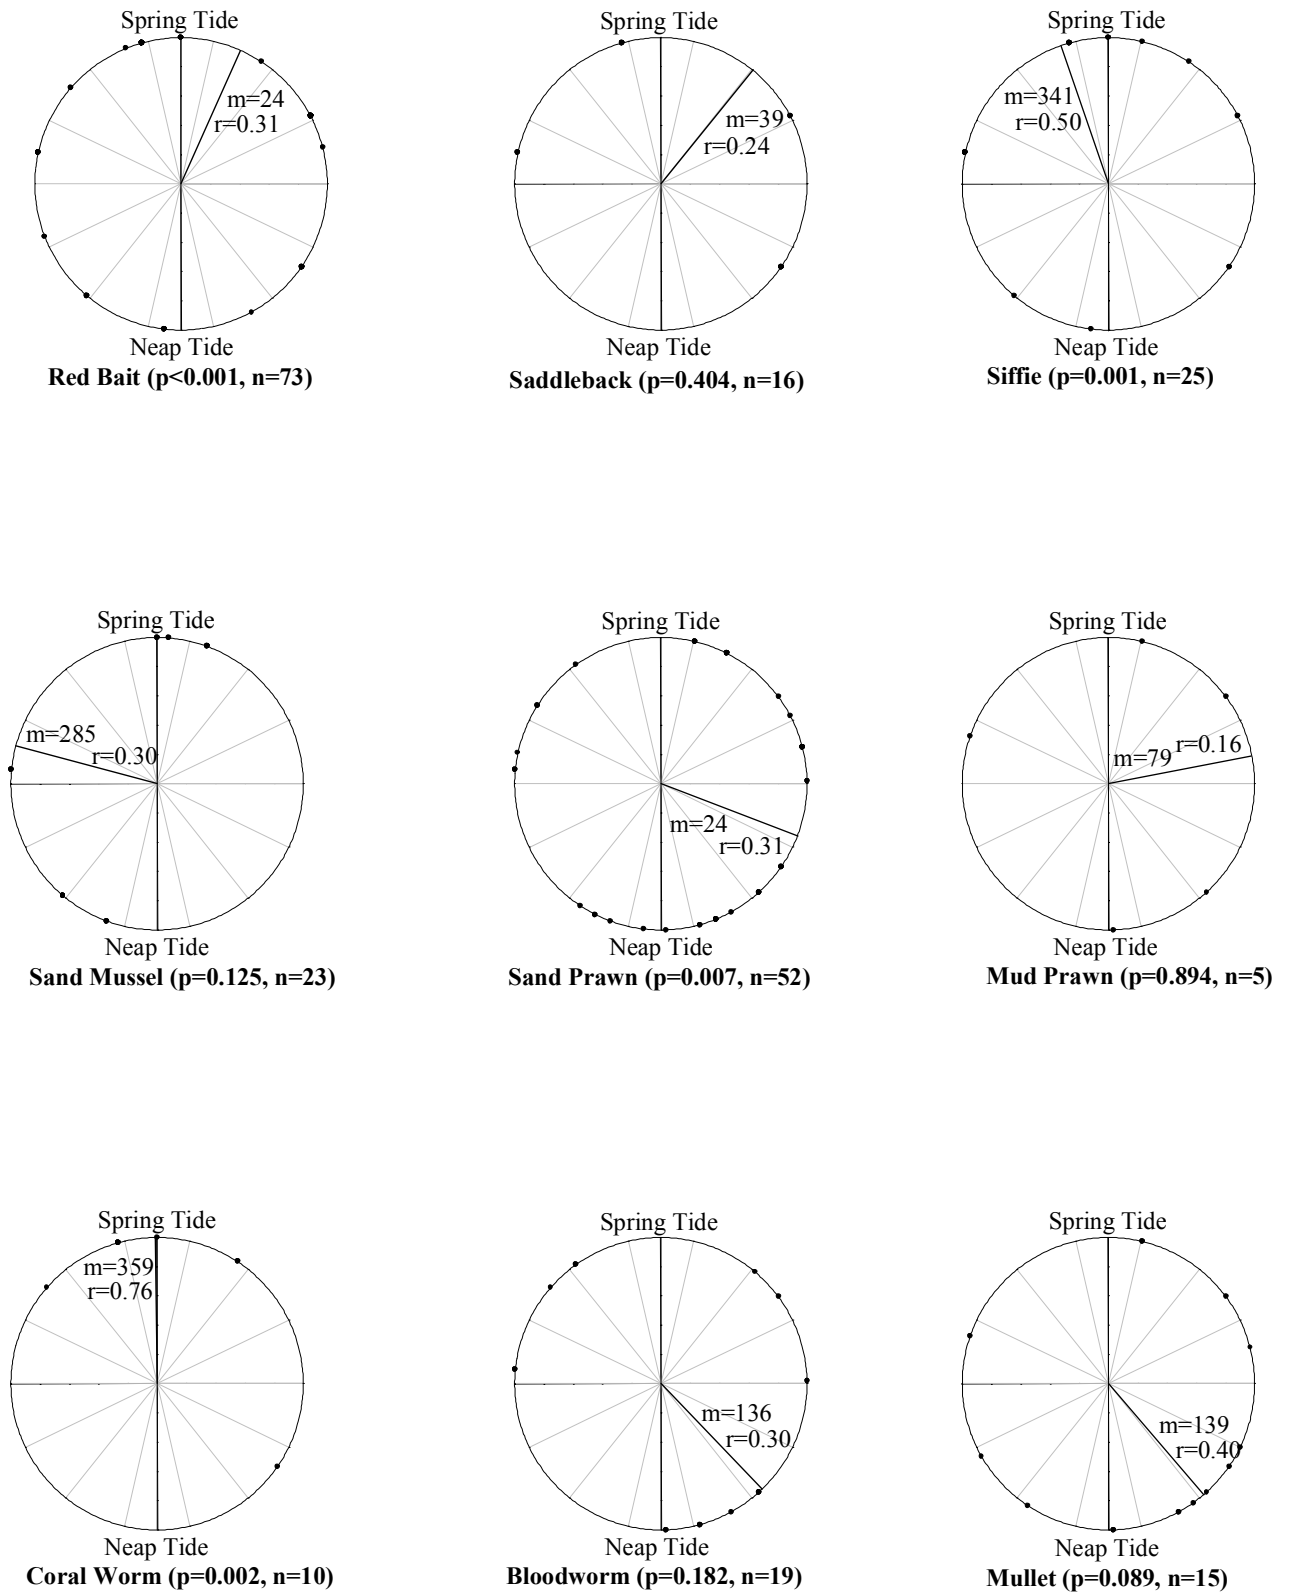 Spring Tide
m=24
r=0.31
Neap Tide
Red Bait (p<0.001, n=73)
Spring Tide
m=39
r=0.24
Neap Tide
Saddleback (p=0.404, n=16)
Spring Tide
m=341
r=0.50
Neap Tide
Siffie (p=0.001, n=25)
Spring Tide
m=285
r=0.30
Neap Tide
Sand Mussel (p=0.125, n=23)
Spring Tide
m=24
r=0.31
Neap Tide
Sand Prawn (p=0.007, n=52)
Spring Tide
m=79 r=0.16
Neap Tide
Mud Prawn (p=0.894, n=5)
Spring Tide
m=359
r=0.76
Neap Tide
Coral Worm (p=0.002, n=10)
Spring Tide
m=136
r=0.30
Neap Tide
Bloodworm (p=0.182, n=19)
Spring Tide
m=139
r=0.40
Neap Tide
Mullet (p=0.089, n=15)